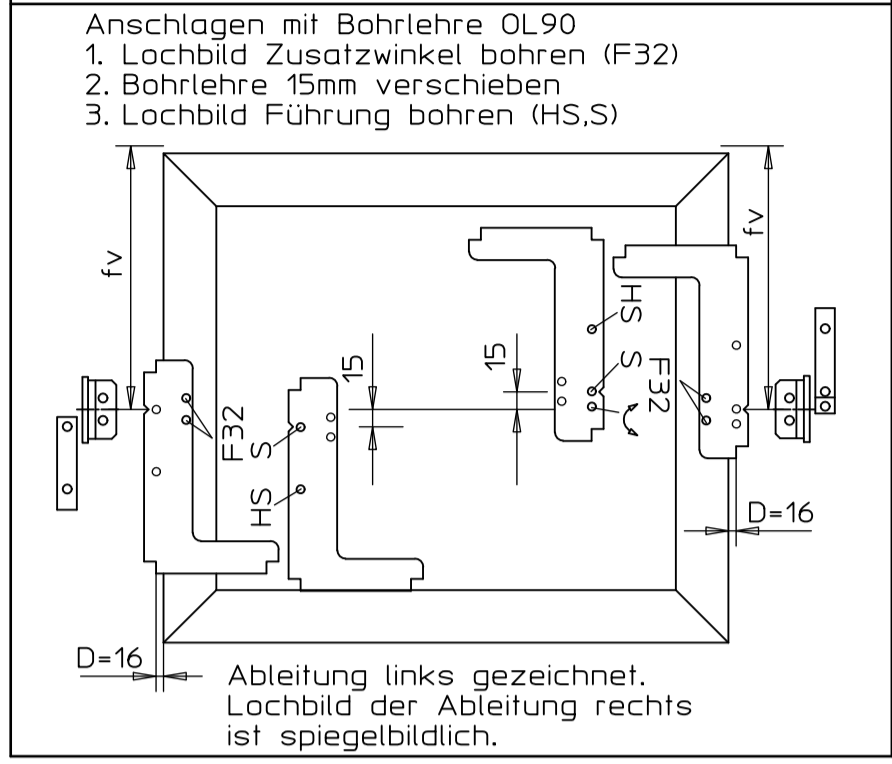 Anschlagen mit Bohrlehre OL90
1. Lochbild Zusatzwinkel bohren (F32)
2. Bohrlehre 15mm verschieben
3. Lochbild Führung bohren (HS,S)
fv
fv
HS
S
F32
15
15
F32
S
HS
D=16
D=16
Ableitung links gezeichnet.
Lochbild der Ableitung rechts
ist spiegelbildlich.